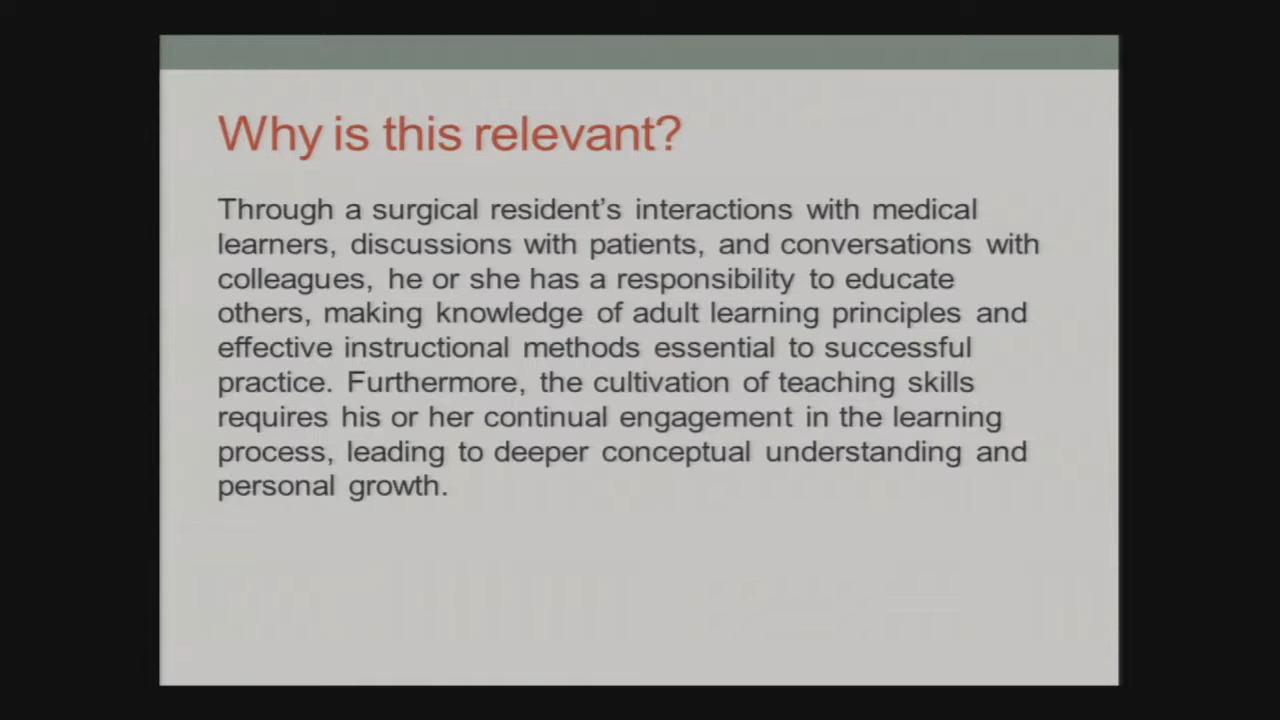 Why is this relevant?
Through a surgical resident's interactions with medical
learners, discussions with patients, and conversations with
colleagues, he or she has a responsibility to educate
others, making knowledge of adult learning principles and
effective instructional methods essential to successful
practice. Furthermore, the cultivation of teaching skills
requires his or her continual engagement in the learning
process, leading to deeper conceptual understanding and
personal growth.